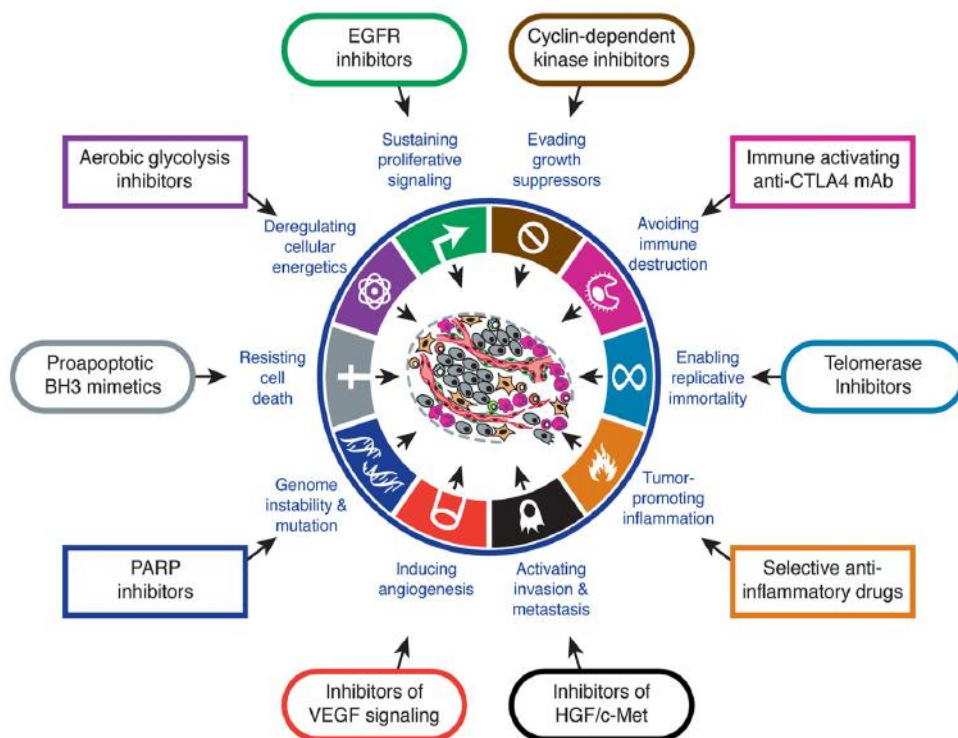 EGFR
inhibitors
Cyclin-dependent
kinase inhibitors
Sustaining
proliferative
signaling
Evading
growth
suppressors
Aerobic glycolysis
inhibitors
Immune activating
anti-CTLA4 mAb
Deregulating
cellular
energetics
Avoiding
immune
destruction
Proapoptotic
BH3 mimetics
Resisting
cell
death
Enabling
replicative
immortality
Telomerase
Inhibitors
Genome
instability &
mutation
Tumor-
promoting
inflammation
PARP
inhibitors
Inducing
angiogenesis
Activating
invasion &
metastasis
Selective anti-
inflammatory drugs
Inhibitors of
VEGF signaling
Inhibitors of
HGF/c-Met